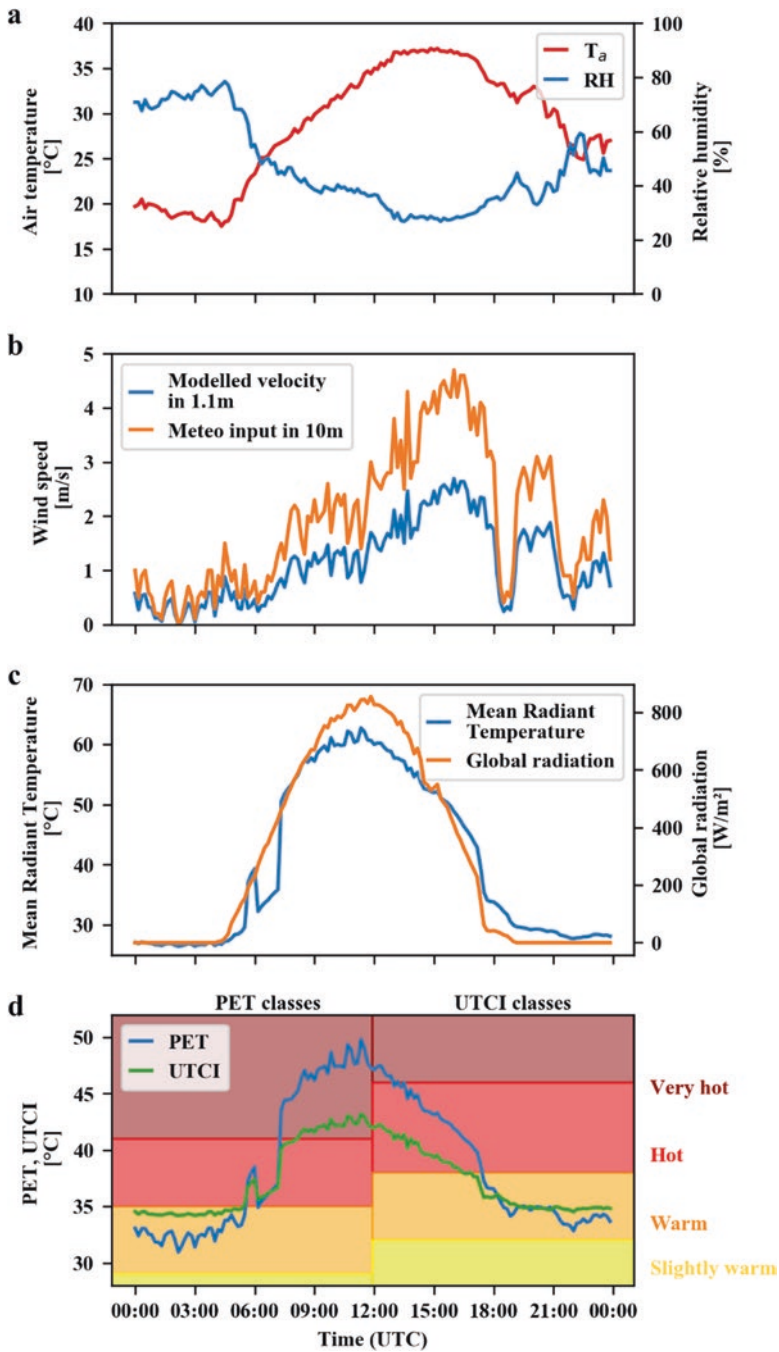 a
40
35
30
25
20
15
10
Air temperature
[°C]
Tₐ
RH
100
80
60
40
20
0
Relative humidity
[%]
b
5
4
3
2
1
0
Wind speed
[m/s]
Modelled velocity
in 1.1m
Meteo input in 10m
c
70
60
50
40
30
Mean Radiant Temperature
[°C]
Mean Radiant
Temperature
Global radiation
800
600
400
200
0
Global radiation
[W/m²]
d
PET classes
UTCI classes
50
45
40
35
30
PET, UTCI
[°C]
PET
UTCI
Very hot
Hot
Warm
Slightly warm
00:00 03:00 06:00 09:00 12:00 15:00 18:00 21:00 00:00
Time (UTC)